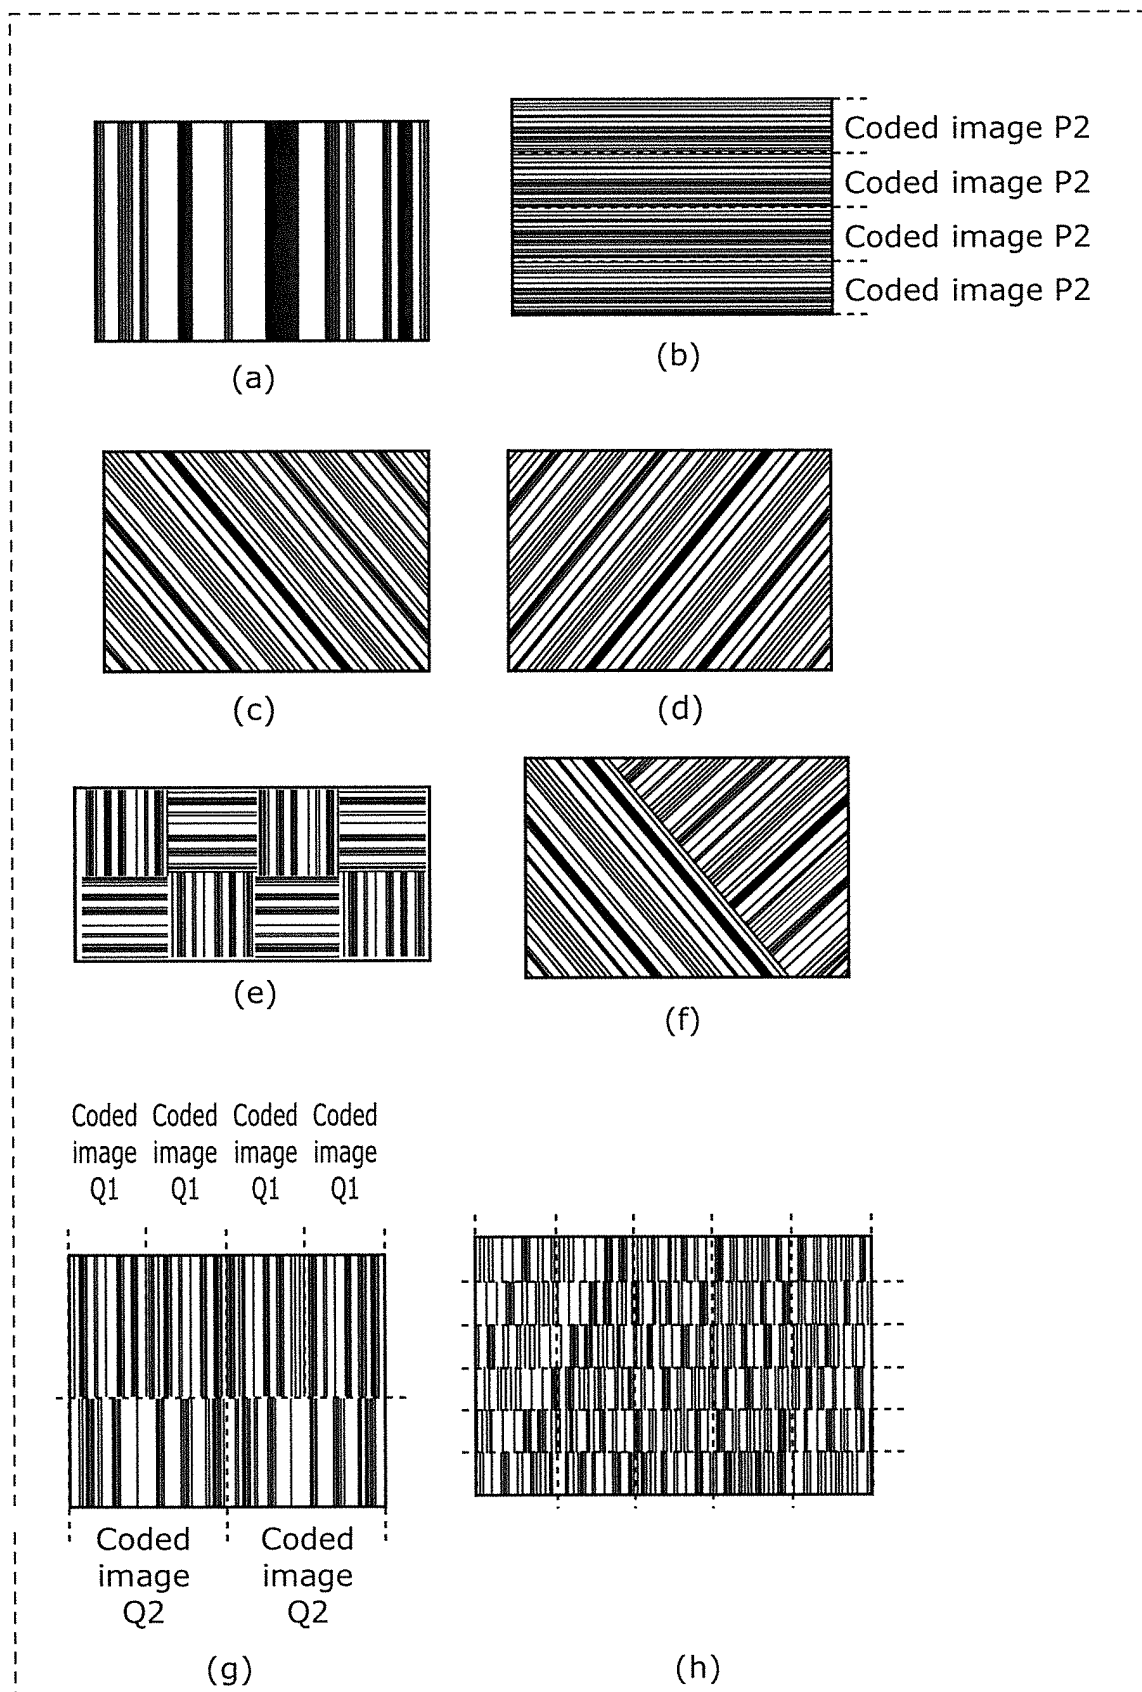 Coded image P2
Coded image P2
Coded image P2
Coded image P2
(a)
(b)
(c)
(d)
(e)
(f)
Coded Coded Coded Coded
image image image image
Q1 Q1 Q1 Q1
Coded Coded
image image
Q2 Q2
(g)
(h)